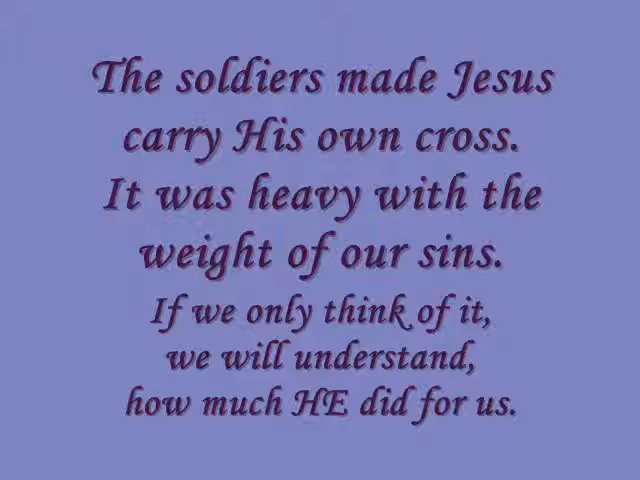 The soldiers made Jesus
carry His own cross.
It was heavy with the
weight of our sins.
If we only think of it,
we will understand,
how much HE did for us.